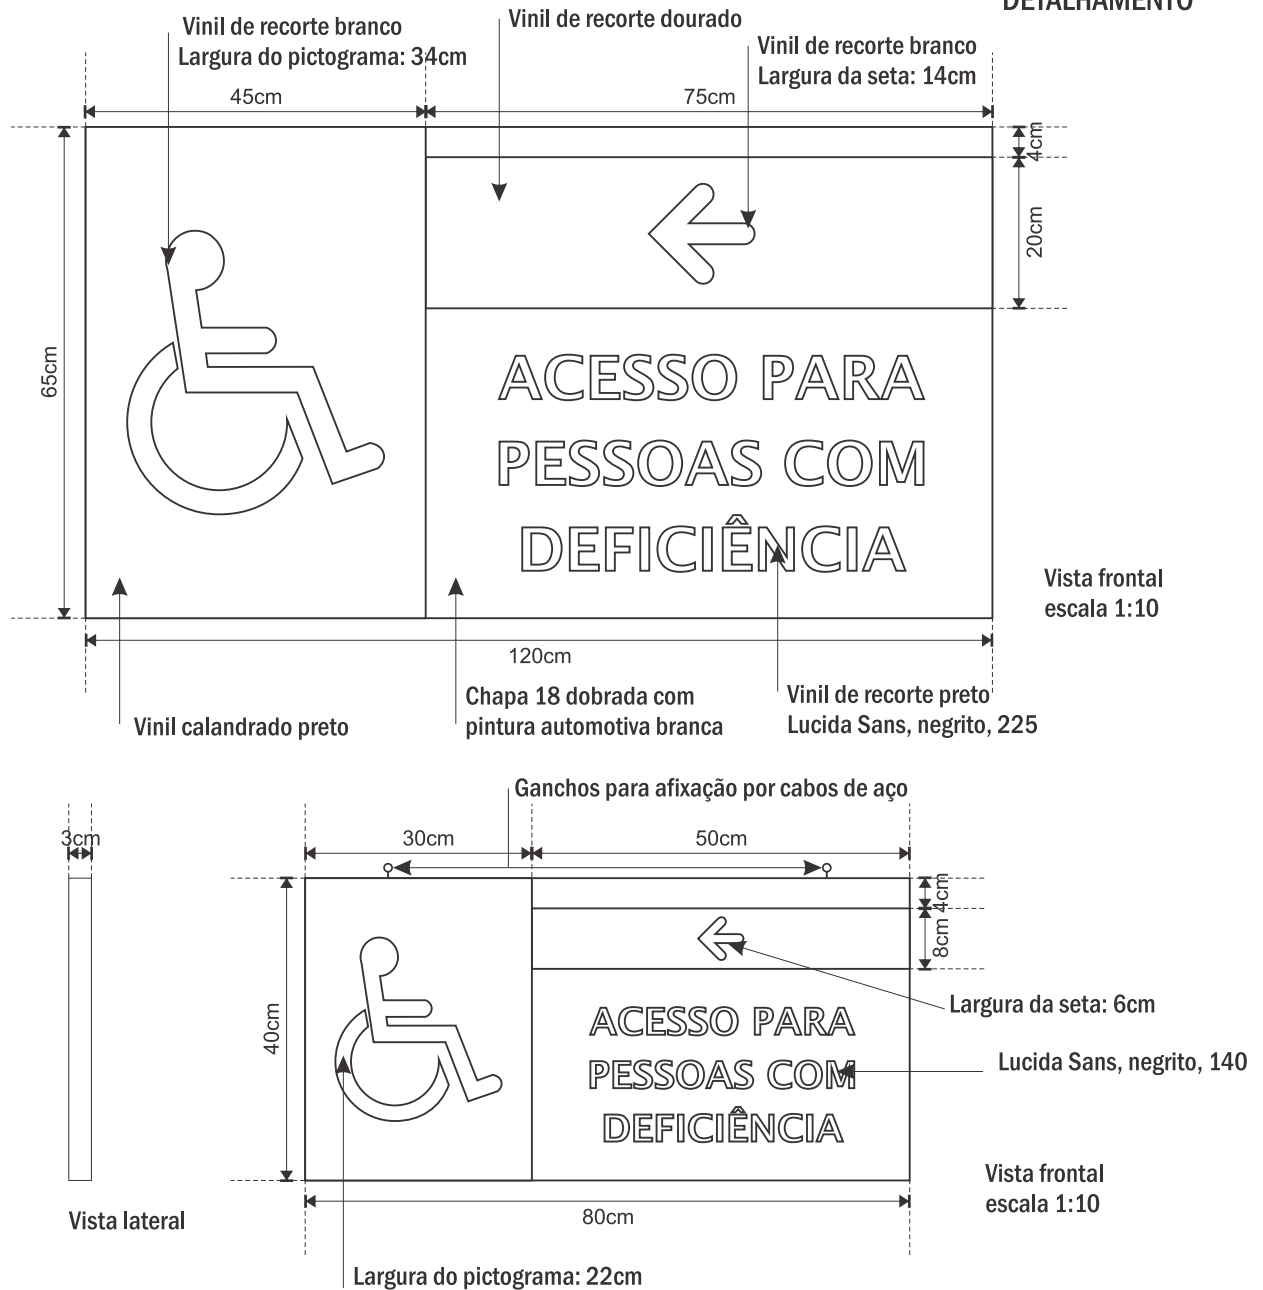 DETALHAMENTO
Vinil de recorte branco
Largura do pictograma: 34cm
Vinil de recorte dourado
Vinil de recorte branco
Largura da seta: 14cm
45cm
75cm
4cm
20cm
65cm
ACESSO PARA
PESSOAS COM
DEFICIÊNCIA
Vista frontal
escala 1:10
120cm
Vinil calandrado preto
Chapa 18 dobrada com
pintura automotiva branca
Vinil de recorte preto
Lucida Sans, negrito, 225
Ganchos para afixação por cabos de aço
3cm
30cm
50cm
4cm
8cm
40cm
Largura da seta: 6cm
ACESSO PARA
PESSOAS COM
DEFICIÊNCIA
Lucida Sans, negrito, 140
Vista frontal
escala 1:10
Vista lateral
80cm
Largura do pictograma: 22cm